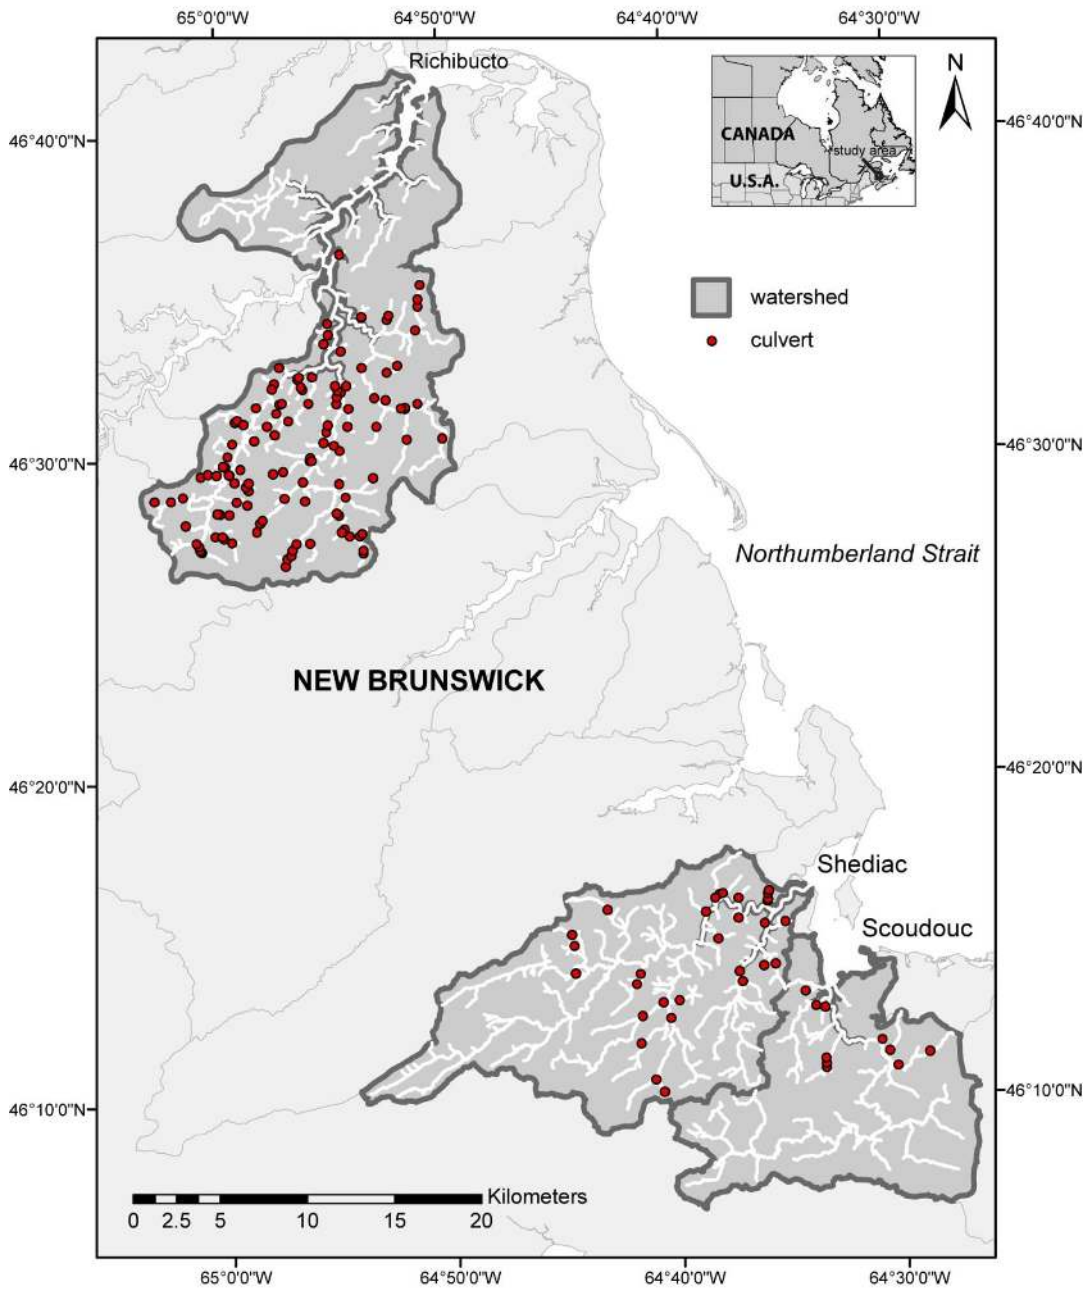 65°0'0"W 64°50'0"W 64°40'0"W 64°30'0"W
Richibucto
N
CANADA
study area
U.S.A.
46°40'0"N 46°40'0"N
watershed
culvert
46°30'0"N 46°30'0"N
Northumberland Strait
NEW BRUNSWICK
46°20'0"N 46°20'0"N
Shediac
Scoudouc
46°10'0"N 46°10'0"N
Kilometers
0 2.5 5 10 15 20
65°0'0"W 64°50'0"W 64°40'0"W 64°30'0"W